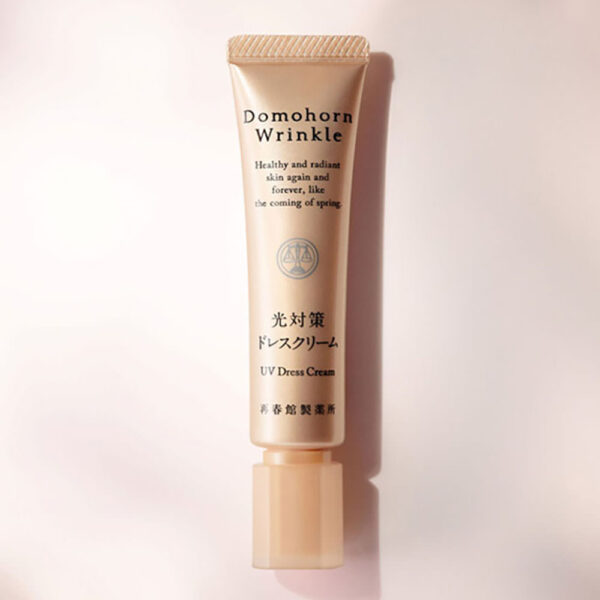 Domohorn
Wrinkle
Healthy and radiant
skin again and
forever, like
the coming of spring.
光対策
ドレスクリーム
UV Dress Cream
再春館製薬所